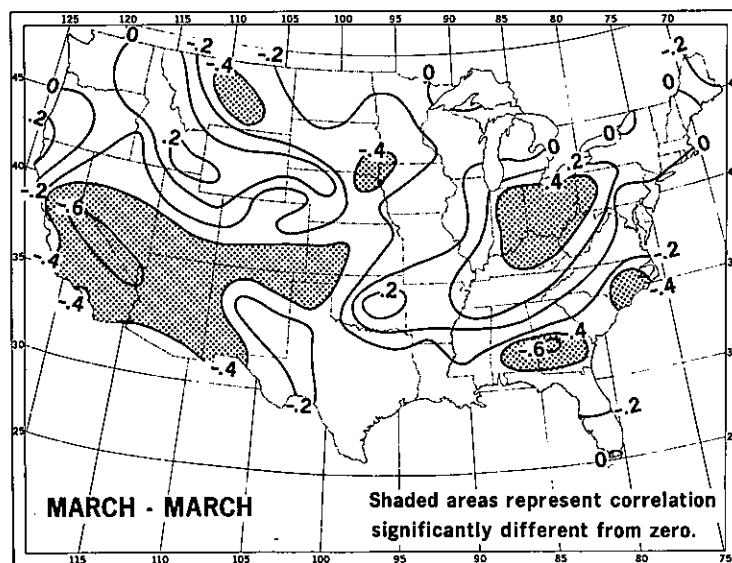 125 120 115 110 105 100 95 90 85 80 75 70
0 -.2 -.2 0 -.2
-.4
45 0 0 0
.2
-.4 0 .2 0
.2 .4
40
-.2
-.6
35 -.2
-.4 .2 -.4
-.4 .4
30 -.6
-.4
-.2 -.2
25
0
MARCH - MARCH Shaded areas represent correlation
significantly different from zero.
115 110 105 100 95 90 85 80 75